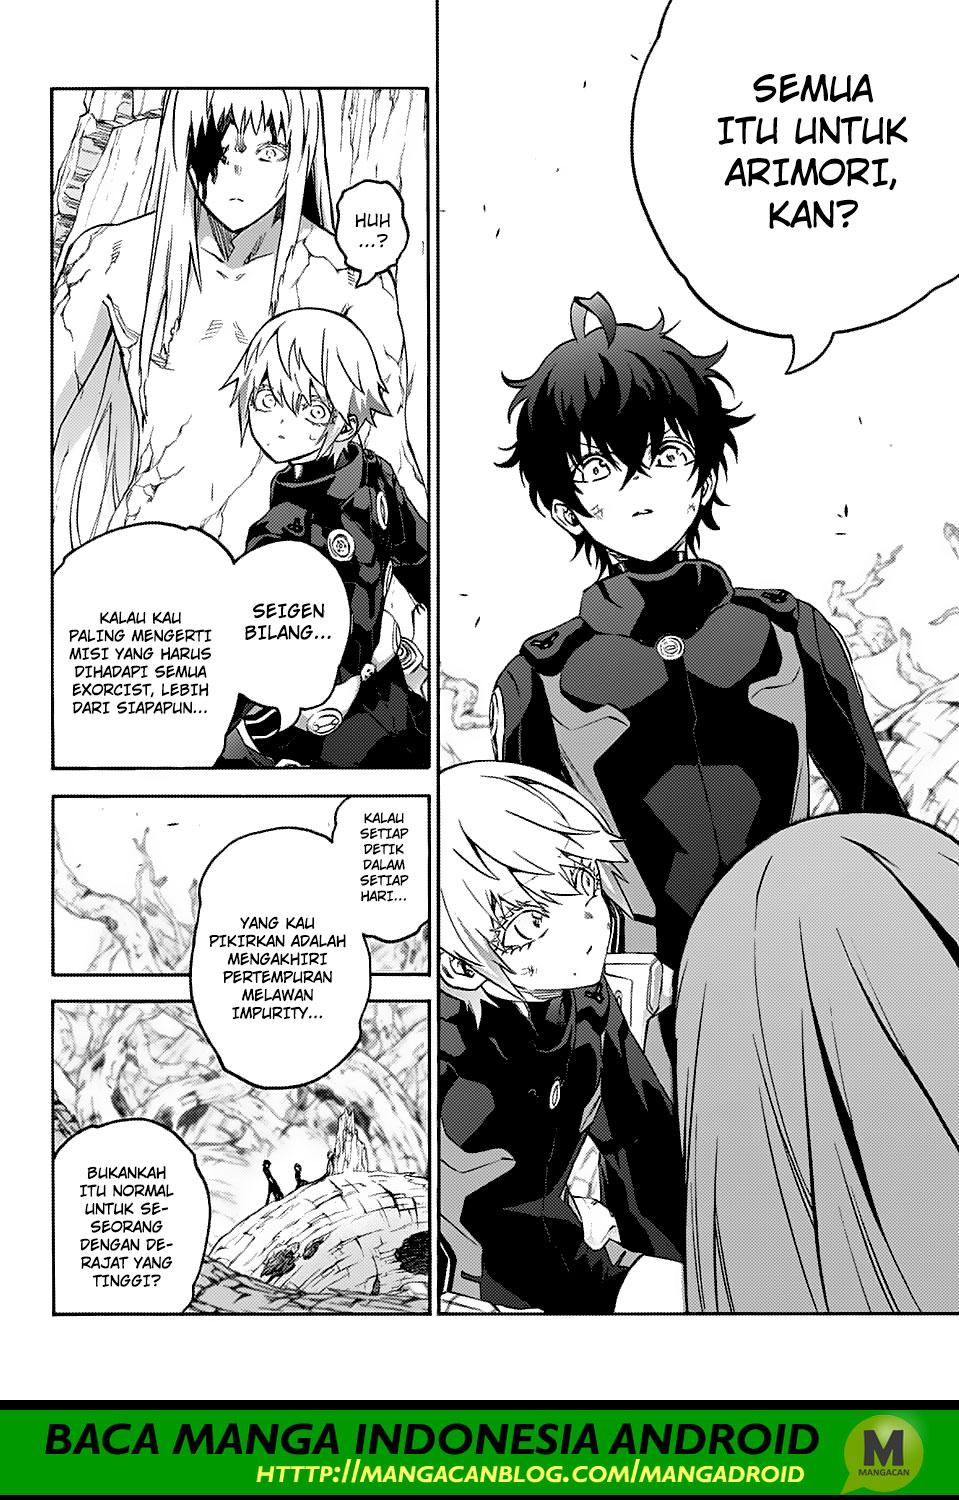 SEMUA
ITU UNTUK
ARIMORI,
KAN?
HUH
...?
SEIGEN
BILANG...
KALAU KAU
PALING MENGERTI
MISI YANG HARUS
DIHADAPI SEMUA
EXORCIST, LEBIH
DARI SIAPAPUN...
KALAU
SETIAP
DETIK
DALAM
SETIAP
HARI...
YANG KAU
PIKIRKAN ADALAH
MENGAKHIRI
PERTEMPURAN
MELAWAN
IMPURITY...
BUKANKAH
ITU NORMAL
UNTUK SE-
SEORANG
DENGAN DE-
RAJAT YANG
TINGGI?
BACA MANGA INDONESIA ANDROID
HTTTP://MANGACANBLOG.COM/MANGADROID
M
MANGACAN